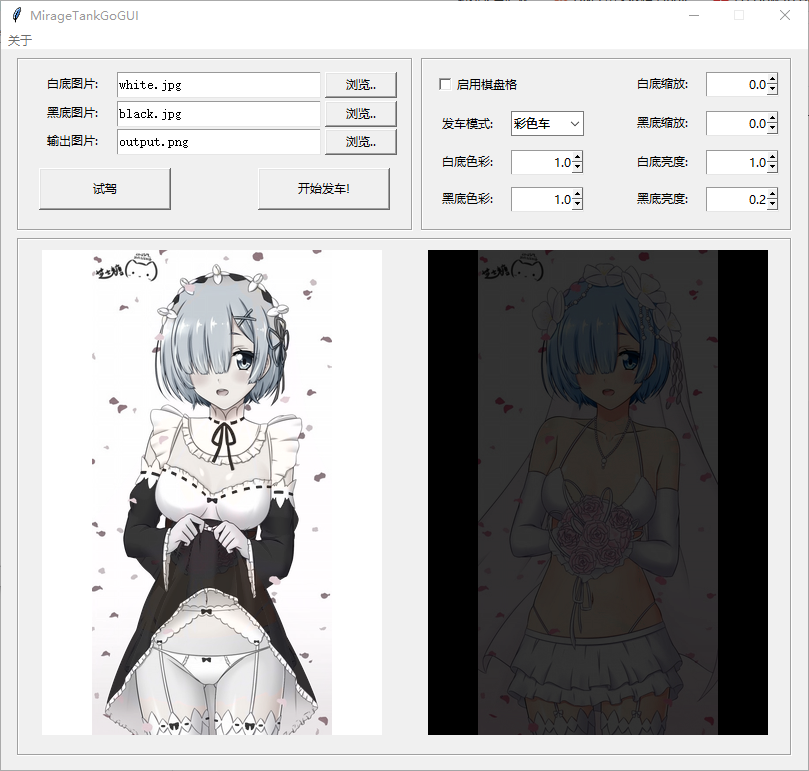 MirageTankGoGUI
关于
白底图片: white.jpg 浏览..
黑底图片: black.jpg 浏览..
输出图片: output.png 浏览..
试驾 开始发车!
启用棋盘格 白底缩放: 0.0
发车模式: 彩色车 黑底缩放: 0.0
白底色彩: 1.0 白底亮度: 1.0
黑底色彩: 1.0 黑底亮度: 0.2